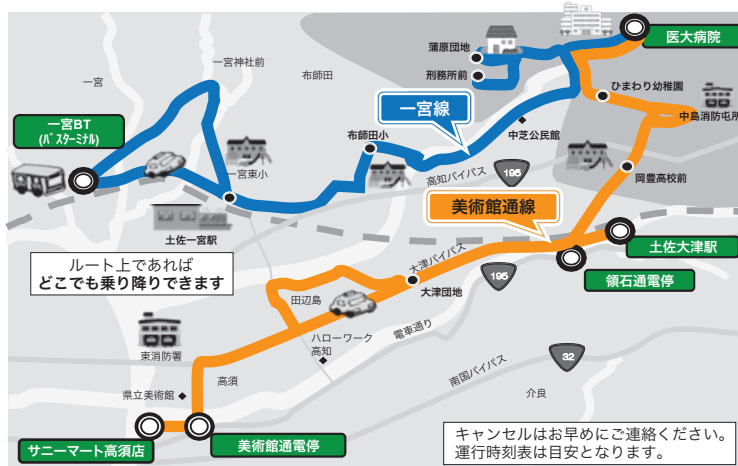 医大病院
蒲原団地
一宮神社前
一宮
布師田
刑務所前
ひまわり幼稚園
一宮線
中島消防屯所
一宮BT
(バスターミナル)
布師田小
中芝公民館
一宮東小
岡豊高校前
高知バイパス
195
美術館通線
土佐一宮駅
土佐大津駅
ルート上であれば
どこでも乗り降りできます
大津バイパス
195
領石通電停
大津団地
田辺島
ハローワーク
高知
電車通り
東消防署
南国バイパス
32
高須
県立美術館
介良
サニーマート高須店
美術館通電停
キャンセルはお早めにご連絡ください。
運行時刻表は目安となります。